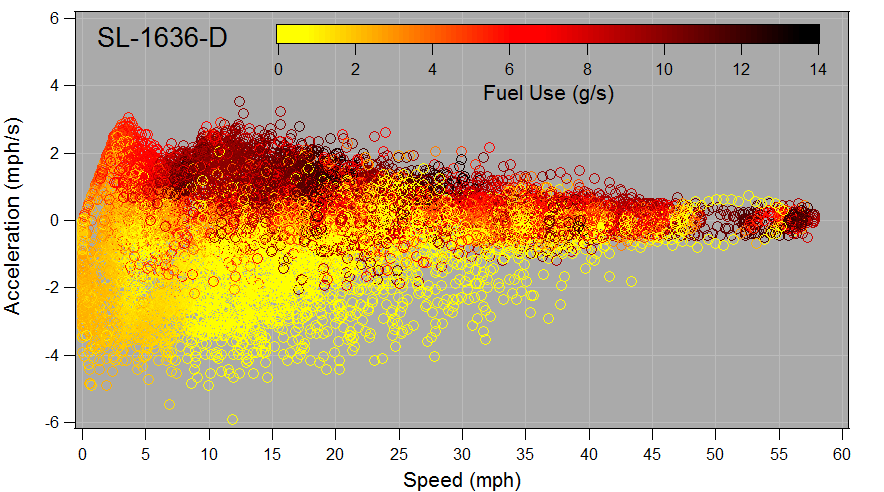 SL-1636-D
0 2 4 6 8 10 12 14
Fuel Use (g/s)
6
4
2
0
-2
-4
-6
Acceleration (mph/s)
0 5 10 15 20 25 30 35 40 45 50 55 60
Speed (mph)